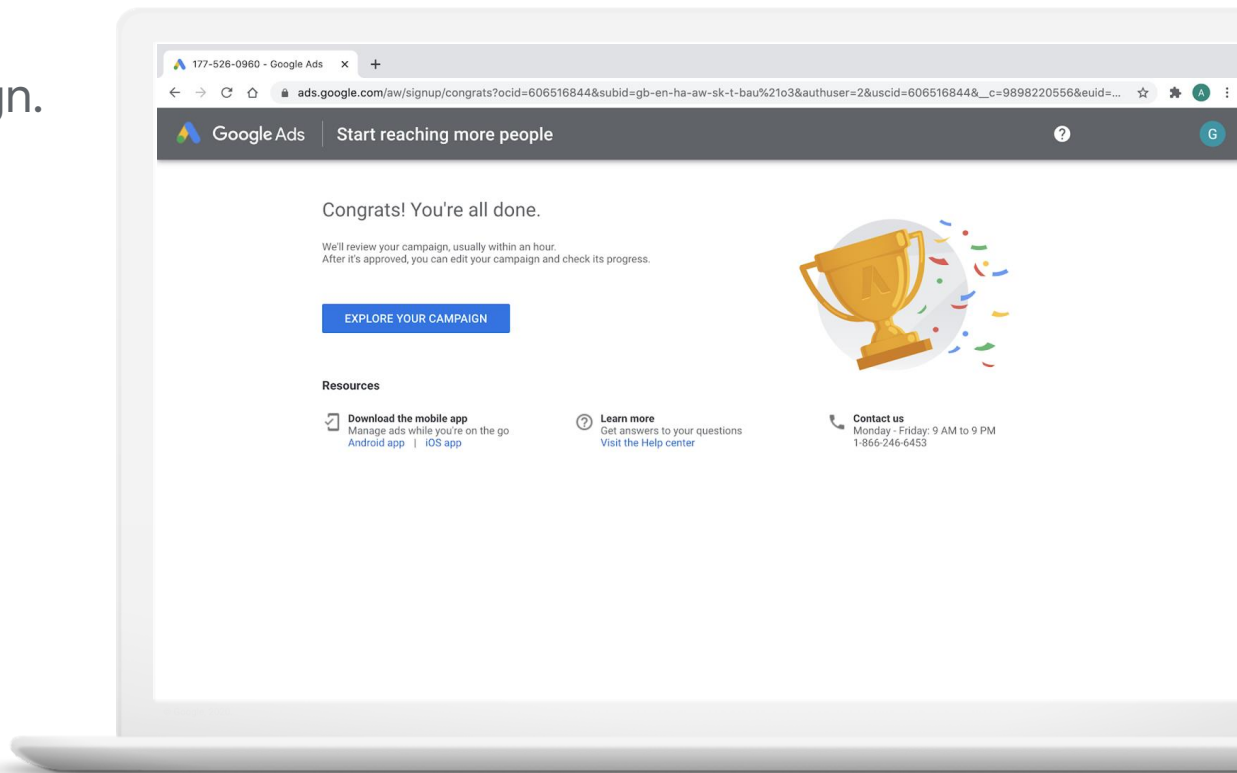 gn.
177-526-0960 - Google Ads
ads.google.com/aw/signup/congrats?ocid=606516844&subid=gb-en-ha-aw-sk-t-bau%21o3&authuser=2&uscid=606516844&__c=9898220556&euid=...
A
Google Ads
Start reaching more people
?
G
Congrats! You're all done.
We'll review your campaign, usually within an hour.
After it's approved, you can edit your campaign and check its progress.
EXPLORE YOUR CAMPAIGN
Resources
Download the mobile app
Manage ads while you're on the go
Android app | iOS app
Learn more
Get answers to your questions
Visit the Help center
Contact us
Monday - Friday: 9 AM to 9 PM
1-866-246-6453